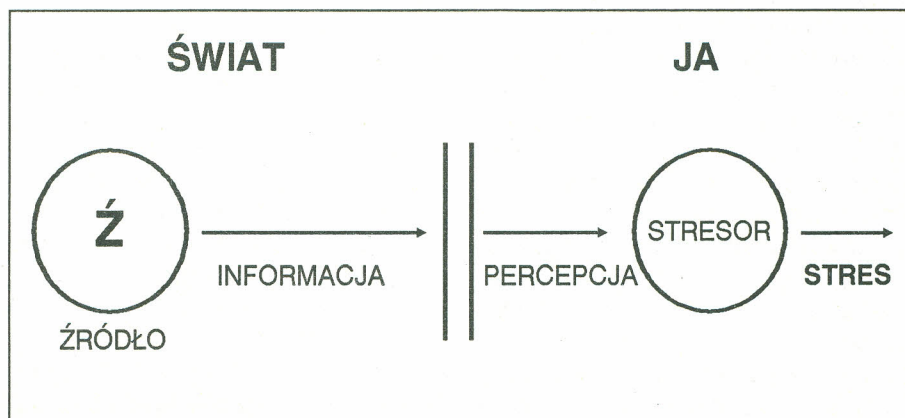 ŚWIAT
JA
Ź
STRESOR
INFORMACJA
PERCEPCJA
STRES
ŹRÓDŁO